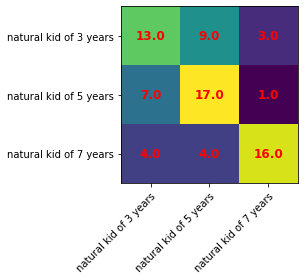 natural kid of 3 years 13.0 9.0 3.0
natural kid of 5 years 7.0 17.0 1.0
natural kid of 7 years 4.0 4.0 16.0
natural kid of 3 years
natural kid of 5 years
natural kid of 7 years